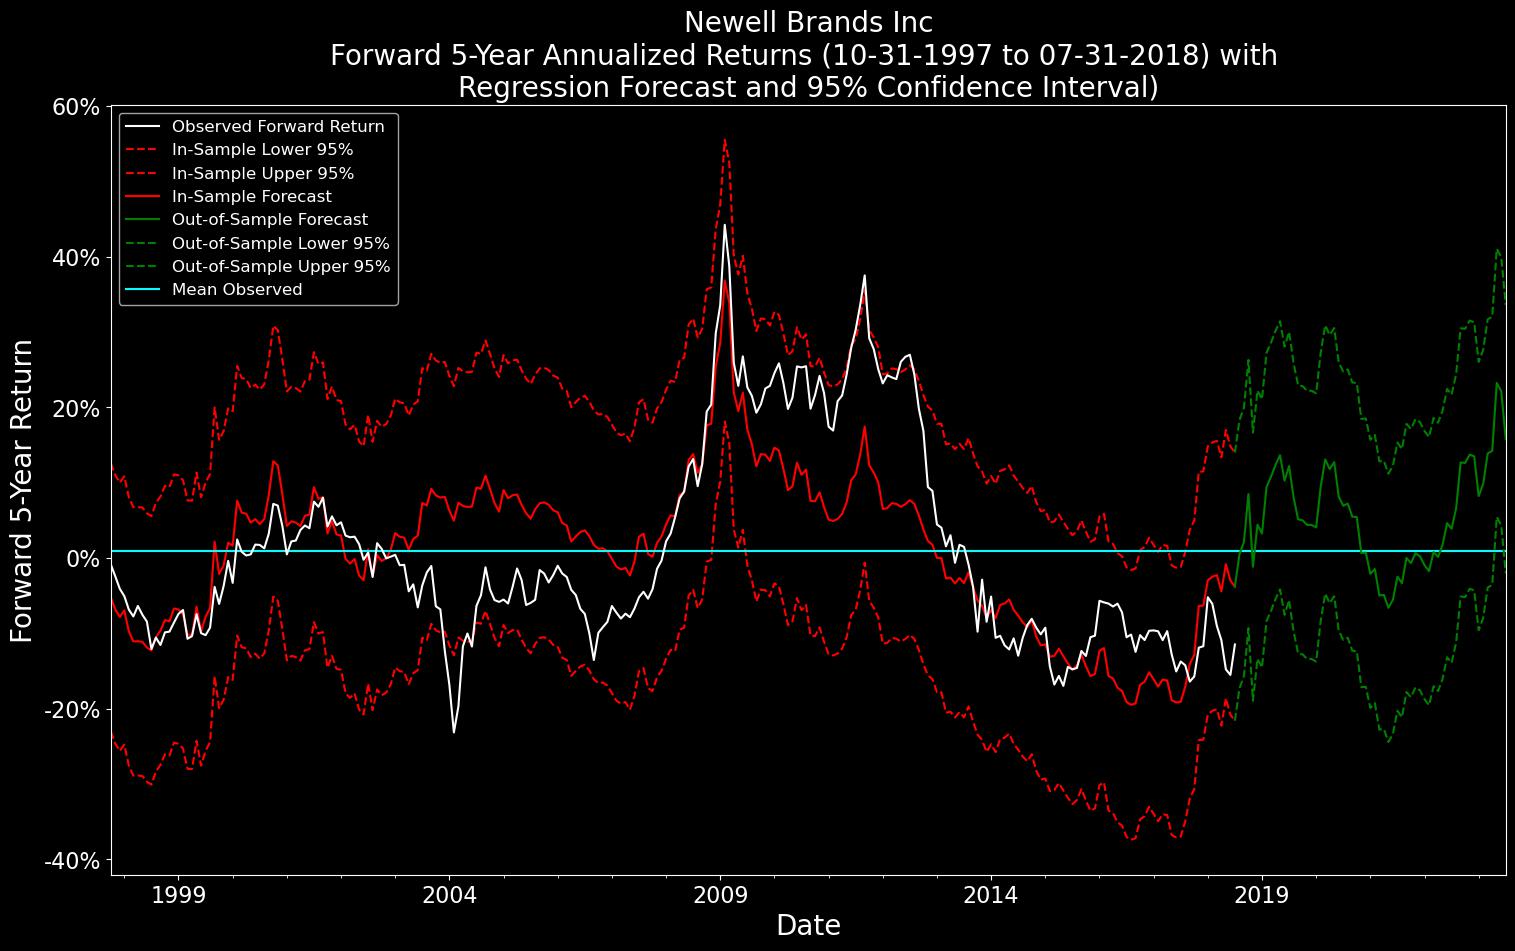 Newell Brands Inc
Forward 5-Year Annualized Returns (10-31-1997 to 07-31-2018) with
Regression Forecast and 95% Confidence Interval)
60%
40%
20%
0%
-20%
-40%
Forward 5-Year Return
Observed Forward Return
In-Sample Lower 95%
In-Sample Upper 95%
In-Sample Forecast
Out-of-Sample Forecast
Out-of-Sample Lower 95%
Out-of-Sample Upper 95%
Mean Observed
1999
2004
2009
2014
2019
Date